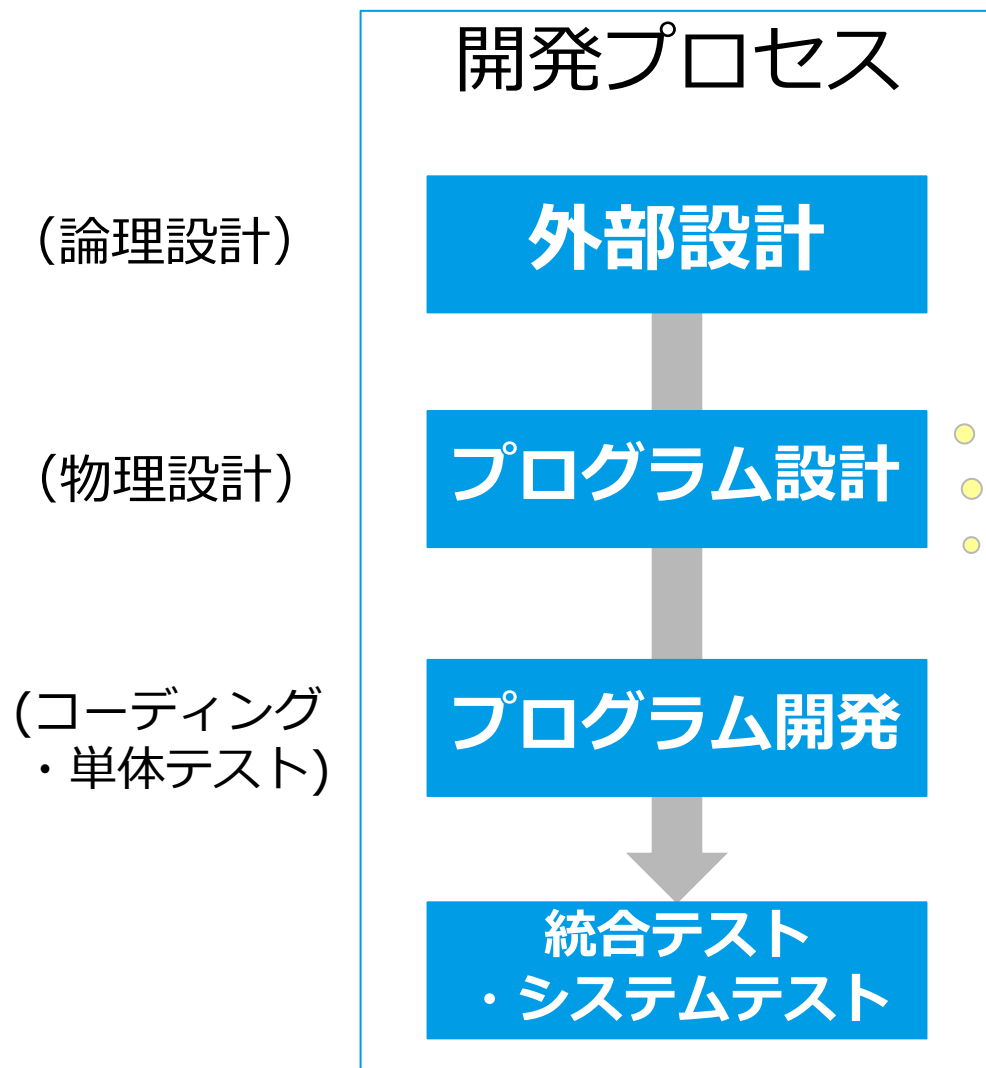 開発プロセス
（論理設計）
外部設計
（物理設計）
プログラム設計
(コーディング
・単体テスト)
プログラム開発
統合テスト
・システムテスト